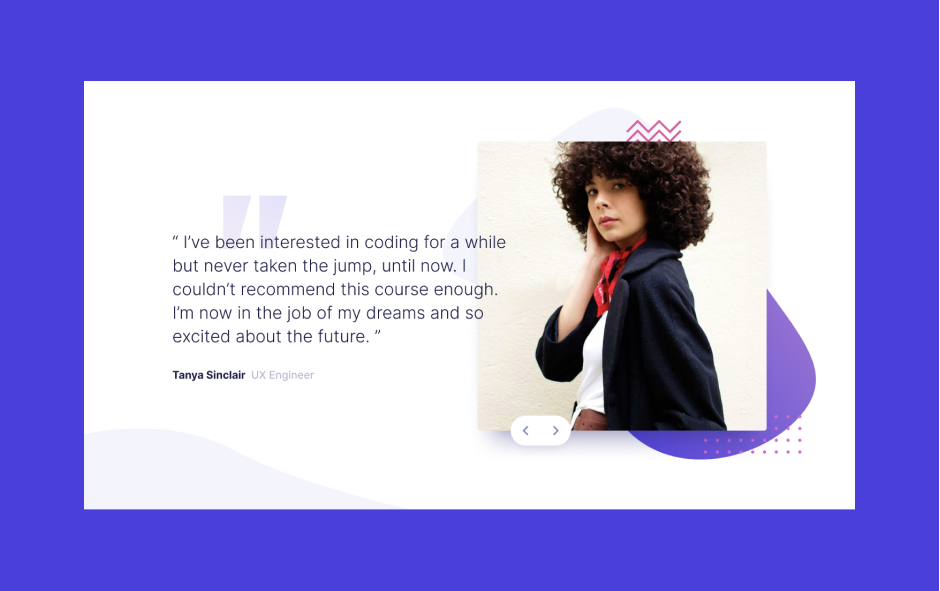 “ I’ve been interested in coding for a while
but never taken the jump, until now. I
couldn’t recommend this course enough.
I’m now in the job of my dreams and so
excited about the future. ”
Tanya Sinclair UX Engineer